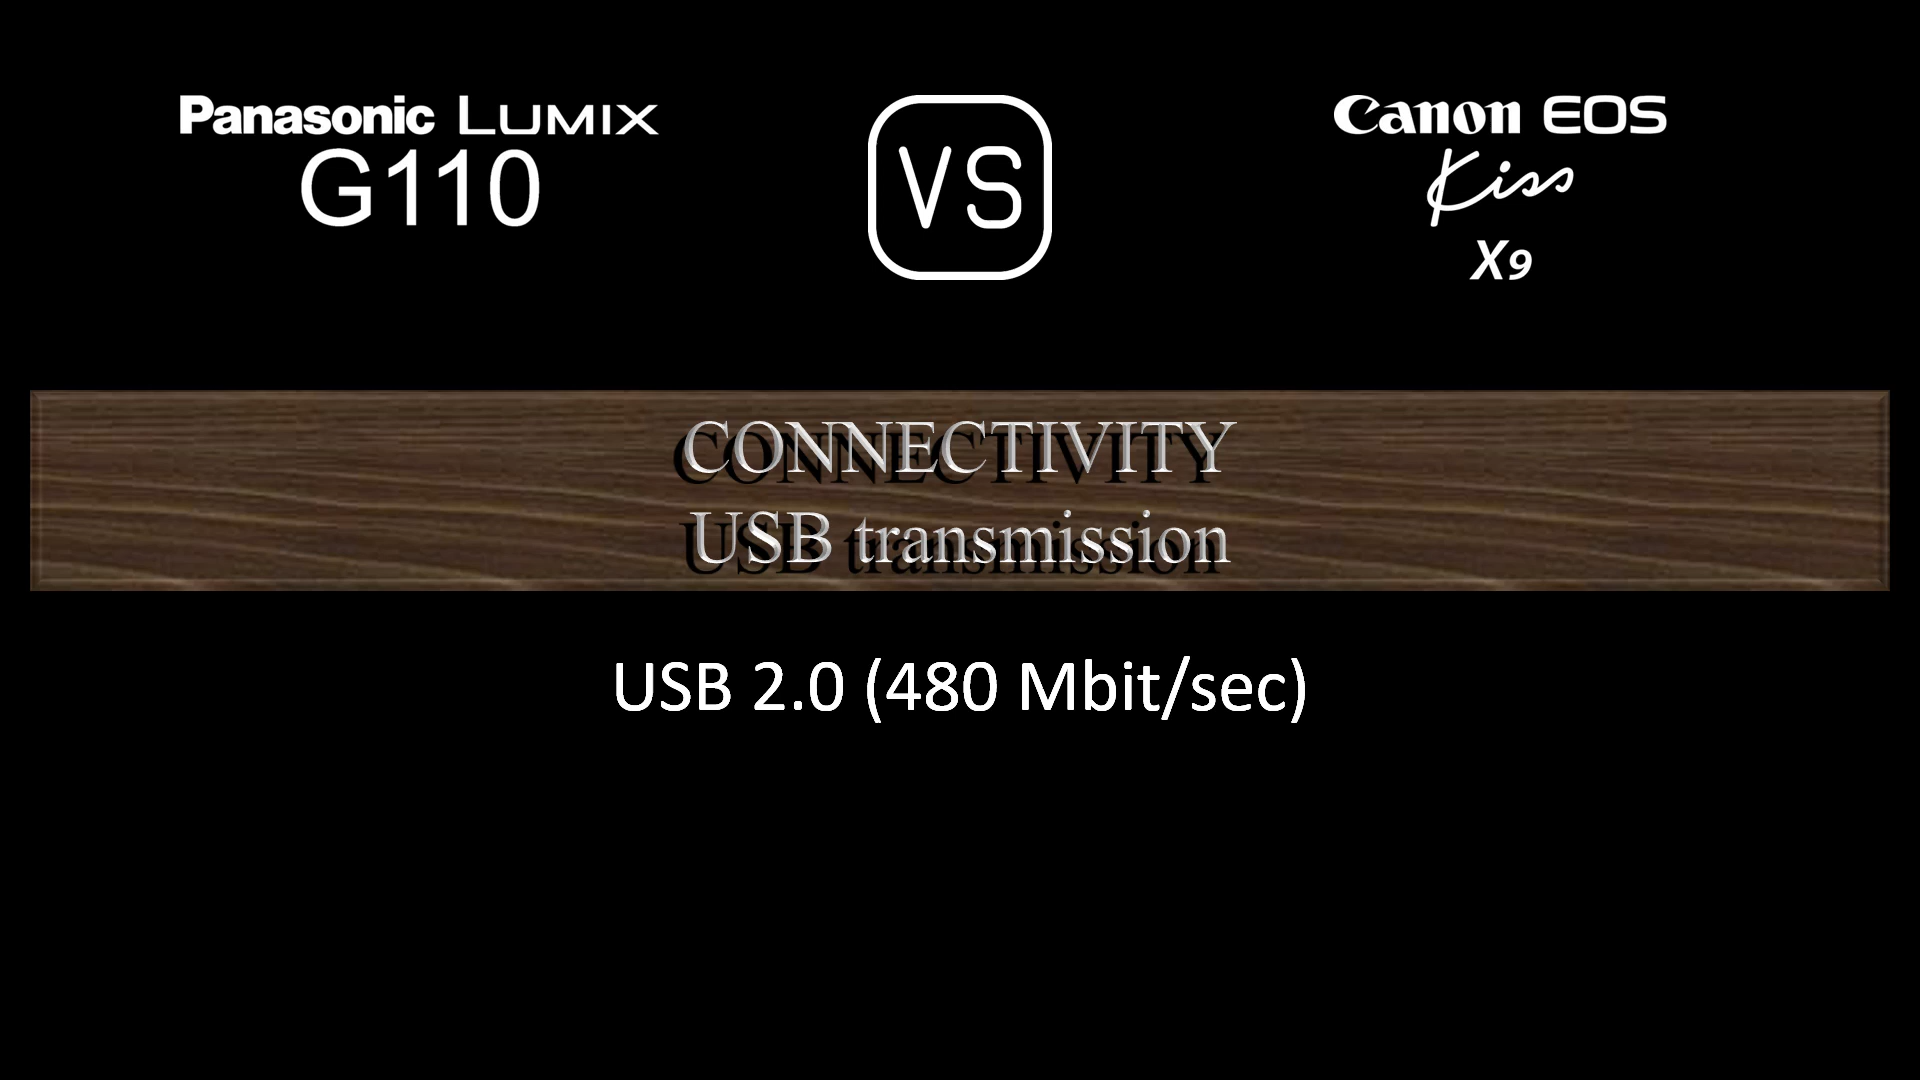 Panasonic LUMIX
G110
VS
Canon EOS
Kiss
X9
CONNECTIVITY
USB transmission
USB 2.0 (480 Mbit/sec)